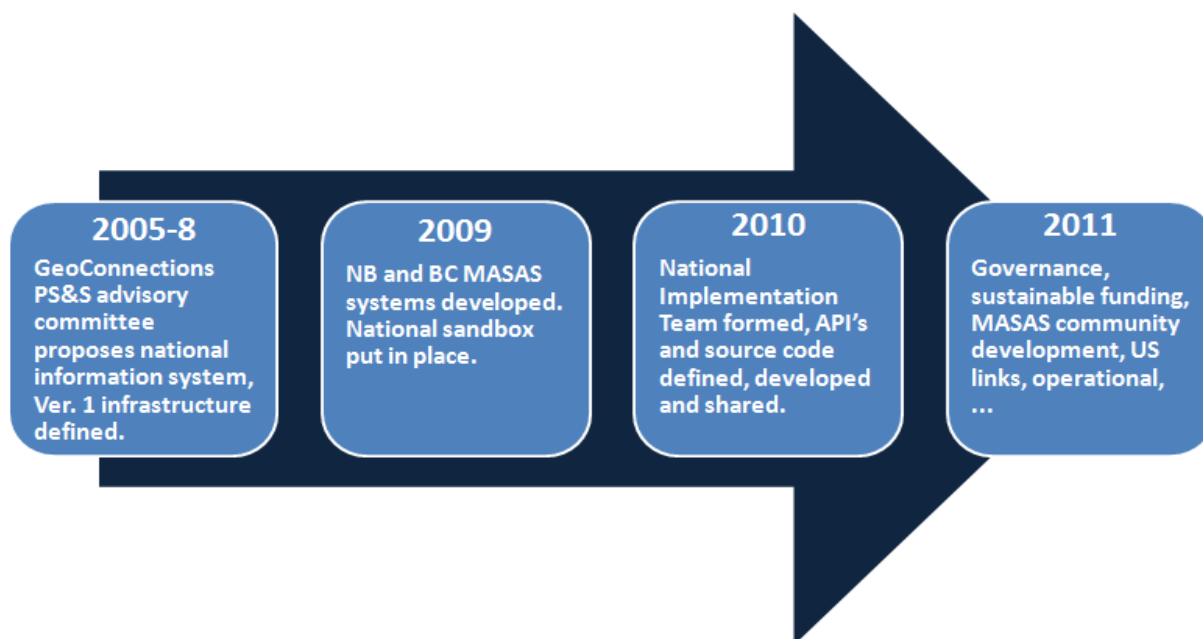 2005-8
GeoConnections
PS&S advisory
committee
proposes national
information system,
Ver. 1 infrastructure
defined.
2009
NB and BC MASAS
systems developed.
National sandbox
put in place.
2010
National
Implementation
Team formed, API's
and source code
defined, developed
and shared.
2011
Governance,
sustainable funding,
MASAS community
development, US
links, operational,
…